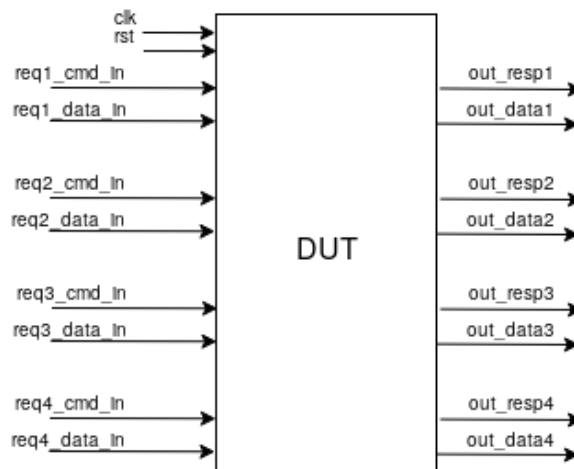 clk
rst
req1_cmd_In
out_resp1
req1_data_In
out_data1
req2_cmd_In
out_resp2
req2_data_In
out_data2
DUT
req3_cmd_In
out_resp3
req3_data_In
out_data3
req4_cmd_In
out_resp4
req4_data_In
out_data4